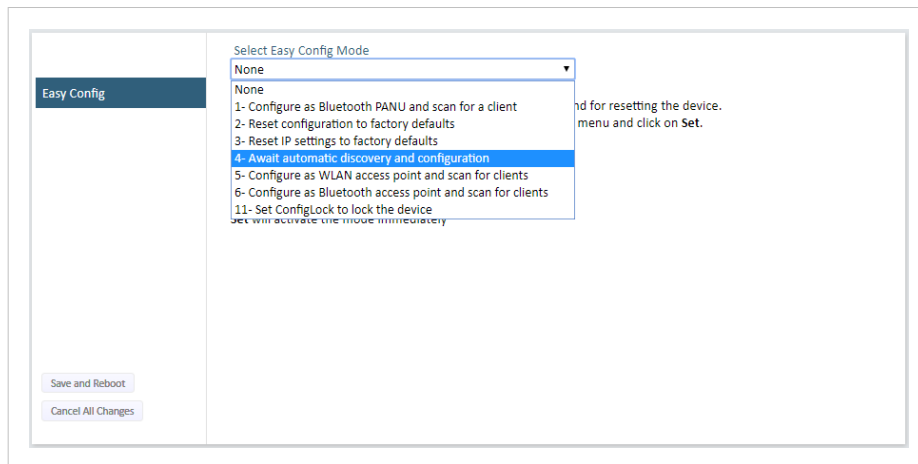 Select Easy Config Mode
None
Easy Config
None
1- Configure as Bluetooth PANU and scan for a client
nd for resetting the device.
2- Reset configuration to factory defaults
menu and click on Set.
3- Reset IP settings to factory defaults
4- Await automatic discovery and configuration
5- Configure as WLAN access point and scan for clients
6- Configure as Bluetooth access point and scan for clients
11- Set ConfigLock to lock the device
Set will activate the mode immediately
Save and Reboot
Cancel All Changes